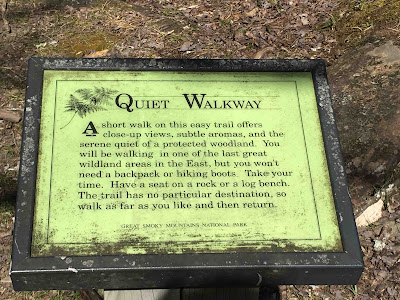 QUIET WALKWAY
A short walk on this easy trail offers
close-up views, subtle aromas, and the
serene quiet of a protected woodland. You
will be walking in one of the last great
wildland areas in the East, but you won't
need a backpack or hiking boots. Take your
time. Have a seat on a rock or a log bench.
The trail has no particular destination, so
walk as far as you like and then return.
GREAT SMOKY MOUNTAINS NATIONAL PARK